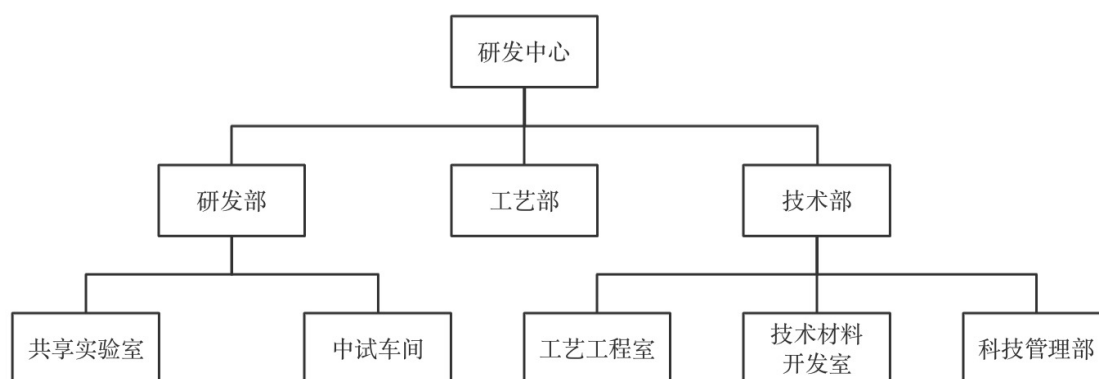 研发中心
研发部
工艺部
技术部
共享实验室
中试车间
工艺工程室
技术材料
开发室
科技管理部